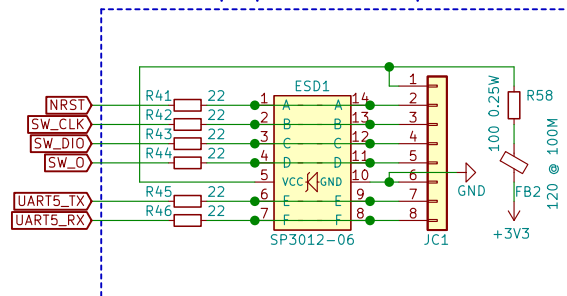 ESD1
1
R41 22
1 A A 14
NRST
2
R42 22
2 B B 13
SW_CLK
3
R43 22
3 C C 12
SW_DIO
4
R44 22
4 D D 11
SW_O
5
5 VCC GND 10
6
GND
R45 22
6 E E 9
UART5_TX
7
R46 22
7 F F 8
UART5_RX
8
SP3012-06
JC1
R58
100 0.25W
FB2
120 @ 100M
+3V3